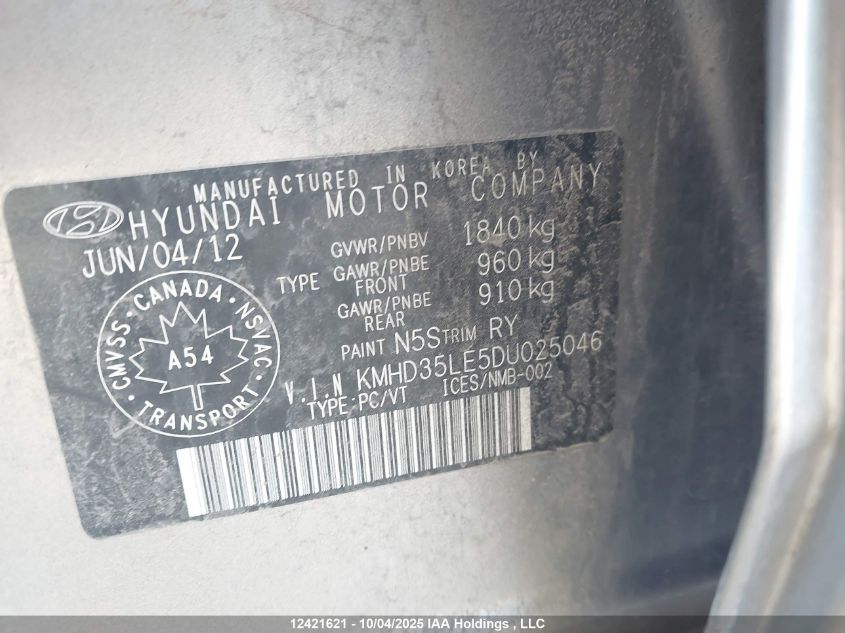 MANUFACTURED IN KOREA BY
HYUNDAI MOTOR COMPANY
JUN/04/12
GVWR/PNBV 1840 kg
TYPE GAWR/PNBE FRONT 960 kg
GAWR/PNBE REAR 910 kg
PAINT N5S TRIM RY
V.I.N KMHD35LE5DU025046
TYPE:PC/VT ICES/NMB-002
CMVSS · CANADA · NSVAC · TRANSPORT ·
A54
12421621 - 10/04/2025 IAA Holdings , LLC